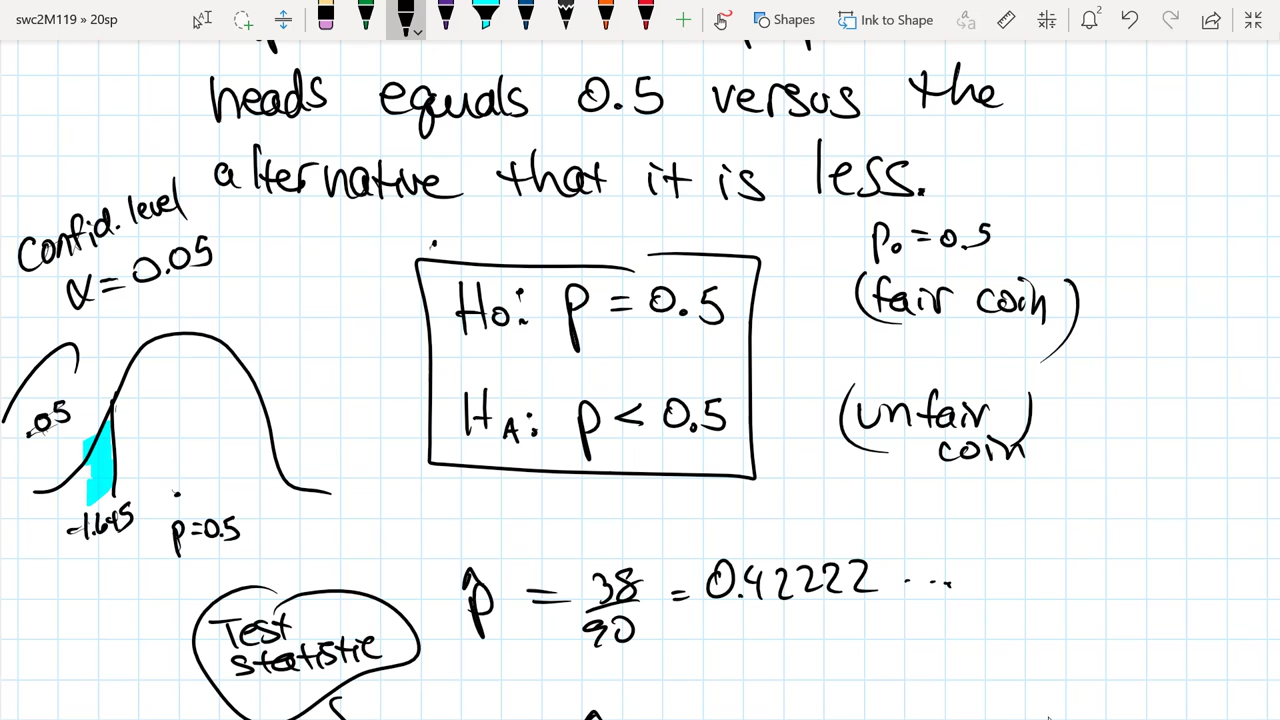 swc2M119 » 20sp
Shapes
Ink to Shape
heads equals 0.5 versus the
alternative that it is less.
Confid. level
α = 0.05
p₀ = 0.5
(fair coin)
H₀: p = 0.5
HA: p < 0.5
(unfair coin)
.05
-1.645
p=0.5
p̂ = 38/90 = 0.42222 ...
Test
statistic